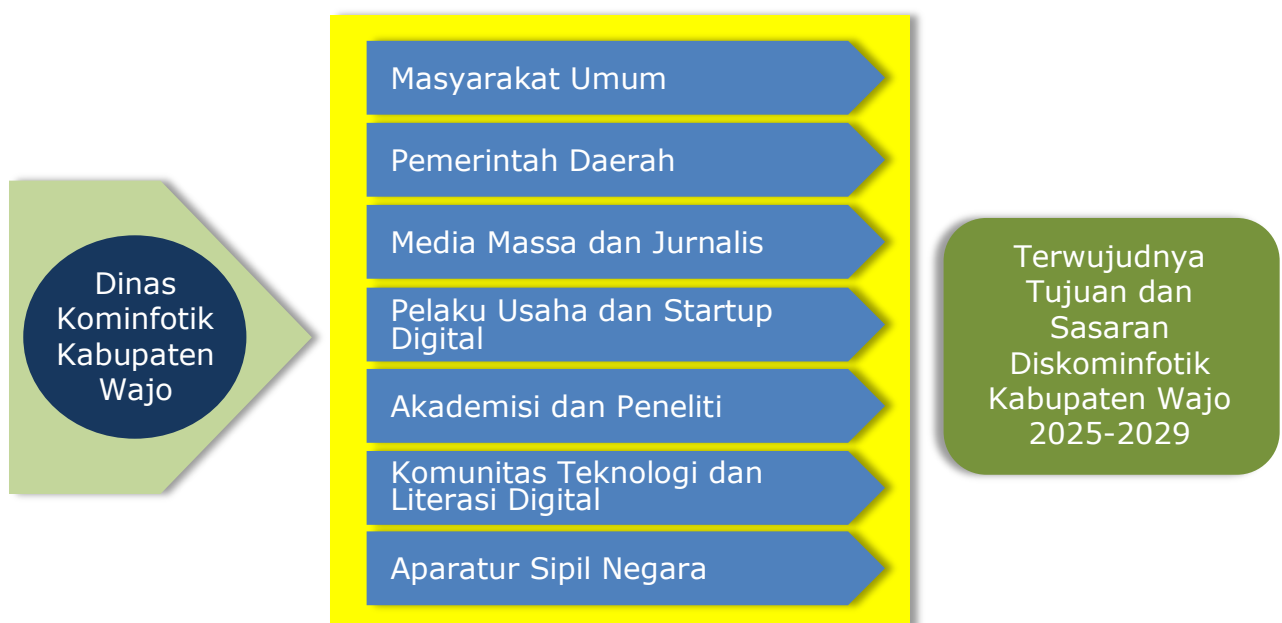 Dinas
Kominfotik
Kabupaten
Wajo
Masyarakat Umum
Pemerintah Daerah
Media Massa dan Jurnalis
Pelaku Usaha dan Startup
Digital
Akademisi dan Peneliti
Komunitas Teknologi dan
Literasi Digital
Aparatur Sipil Negara
Terwujudnya
Tujuan dan
Sasaran
Diskominfotik
Kabupaten Wajo
2025-2029